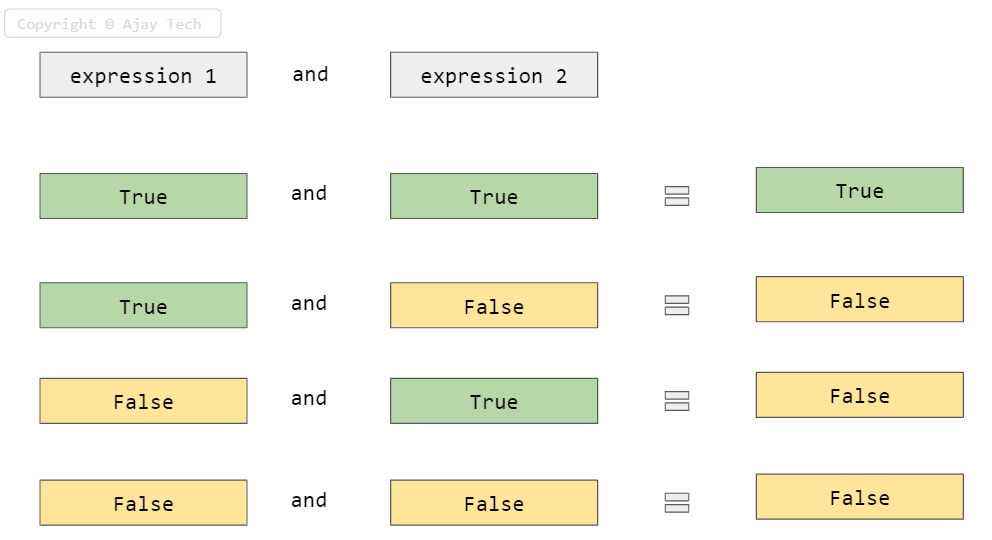 Copyright © Ajay Tech
expression 1 and expression 2
True and True = True
True and False = False
False and True = False
False and False = False